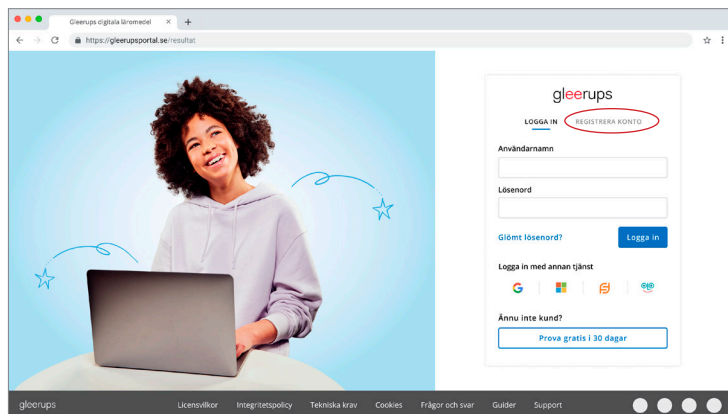 Gleerups digitala läromedel
https://gleerupsportal.se/resultat
gleerups
LOGGA IN REGISTRERA KONTO
Användarnamn
Lösenord
Glömt lösenord? Logga in
Logga in med annan tjänst
Ännu inte kund?
Prova gratis i 30 dagar
gleerups Licensvilkor Integritetspolicy Tekniska krav Cookies Frågor och svar Guider Support